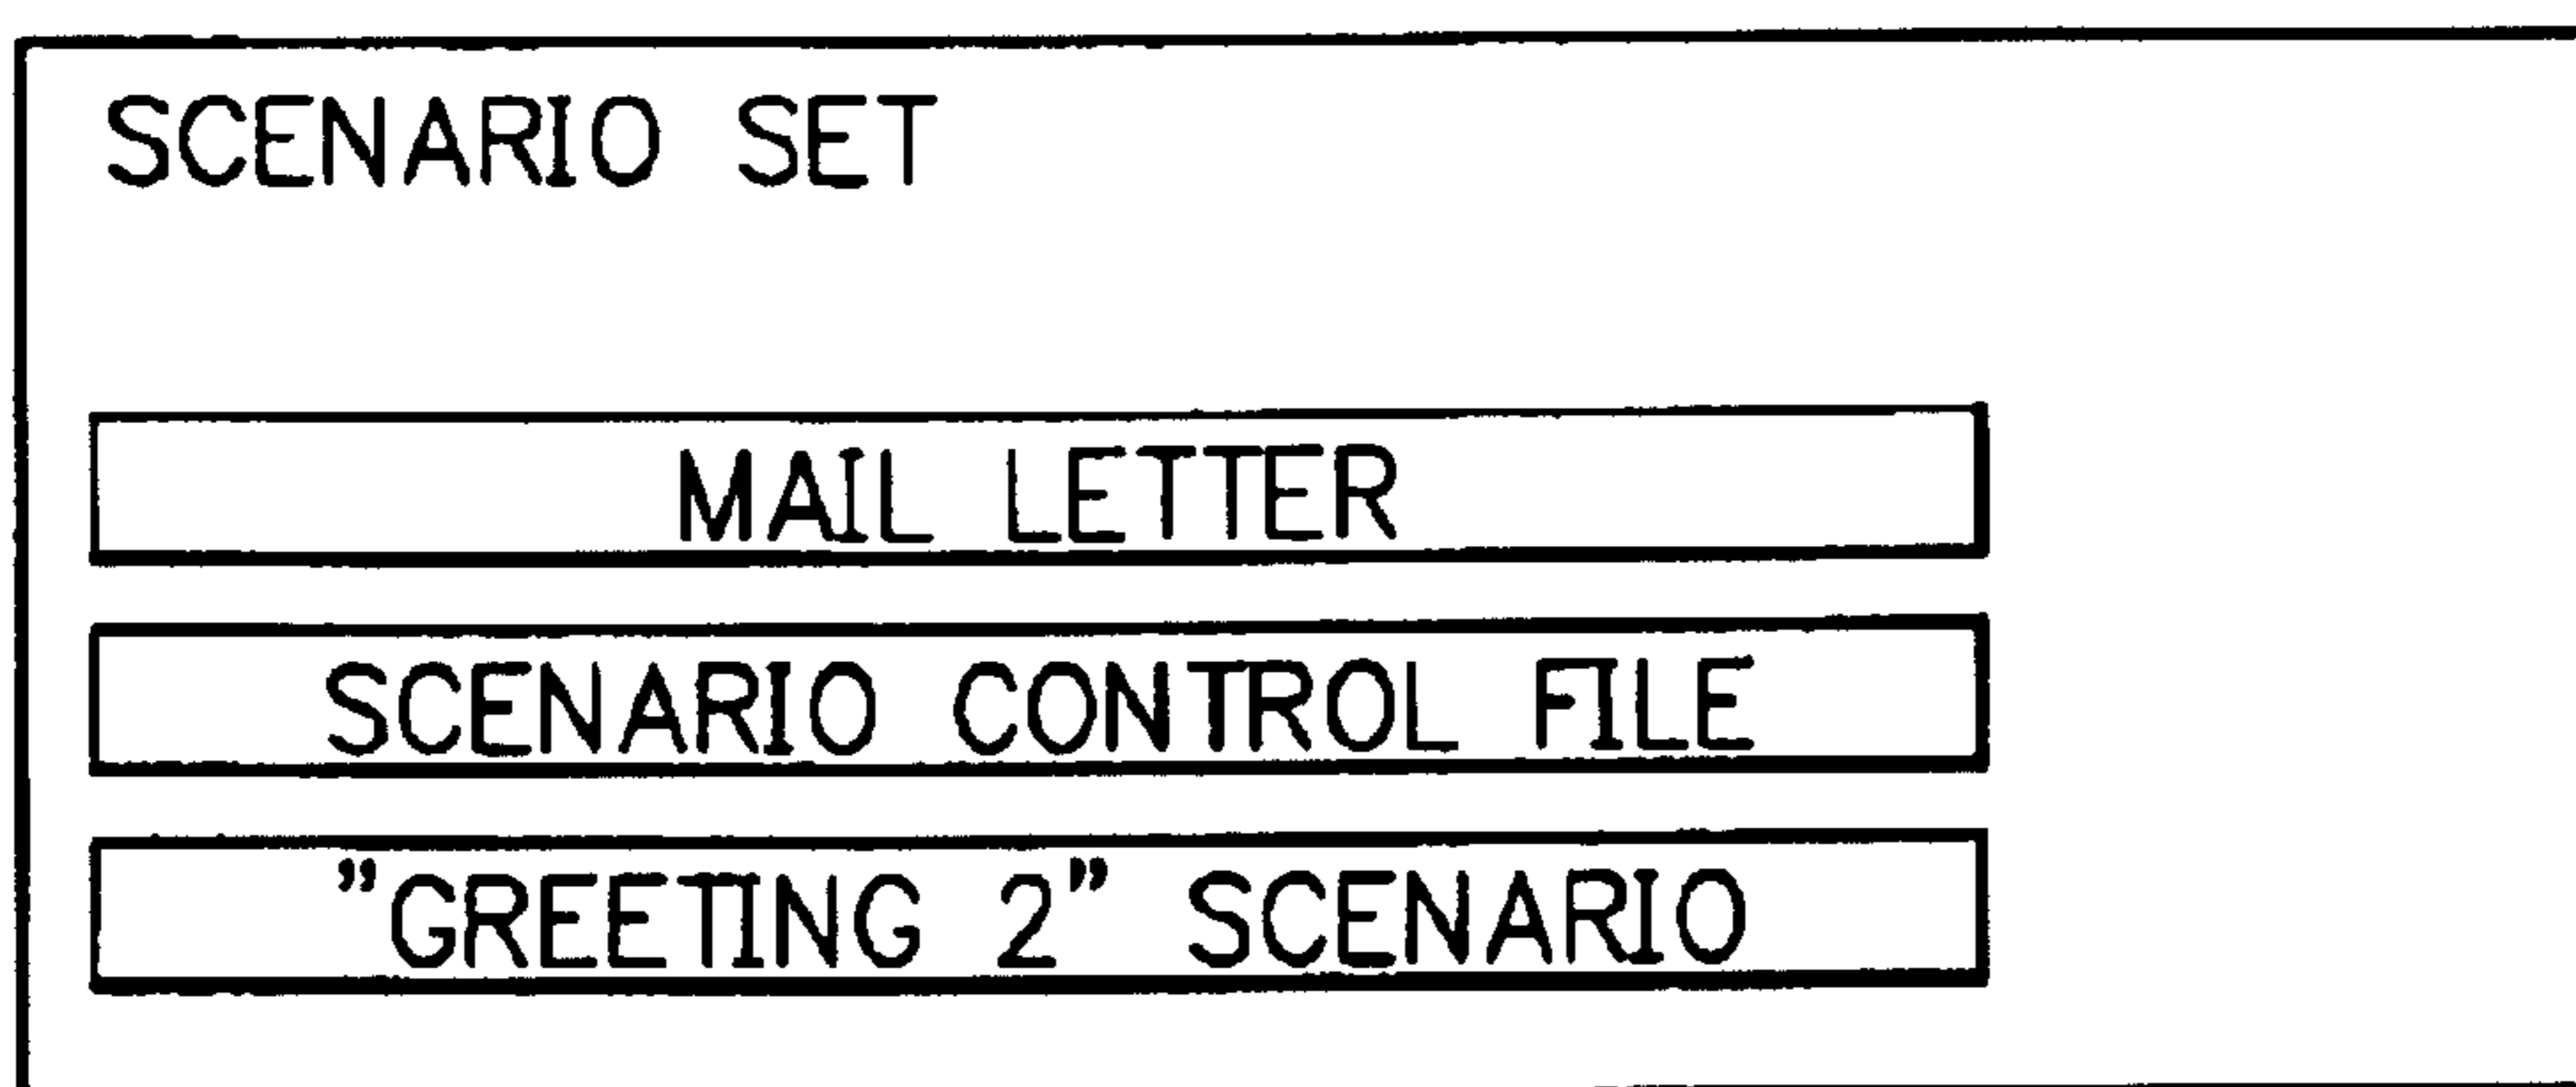 SCENARIO SET
MAIL LETTER
SCENARIO CONTROL FILE
"GREETING 2" SCENARIO